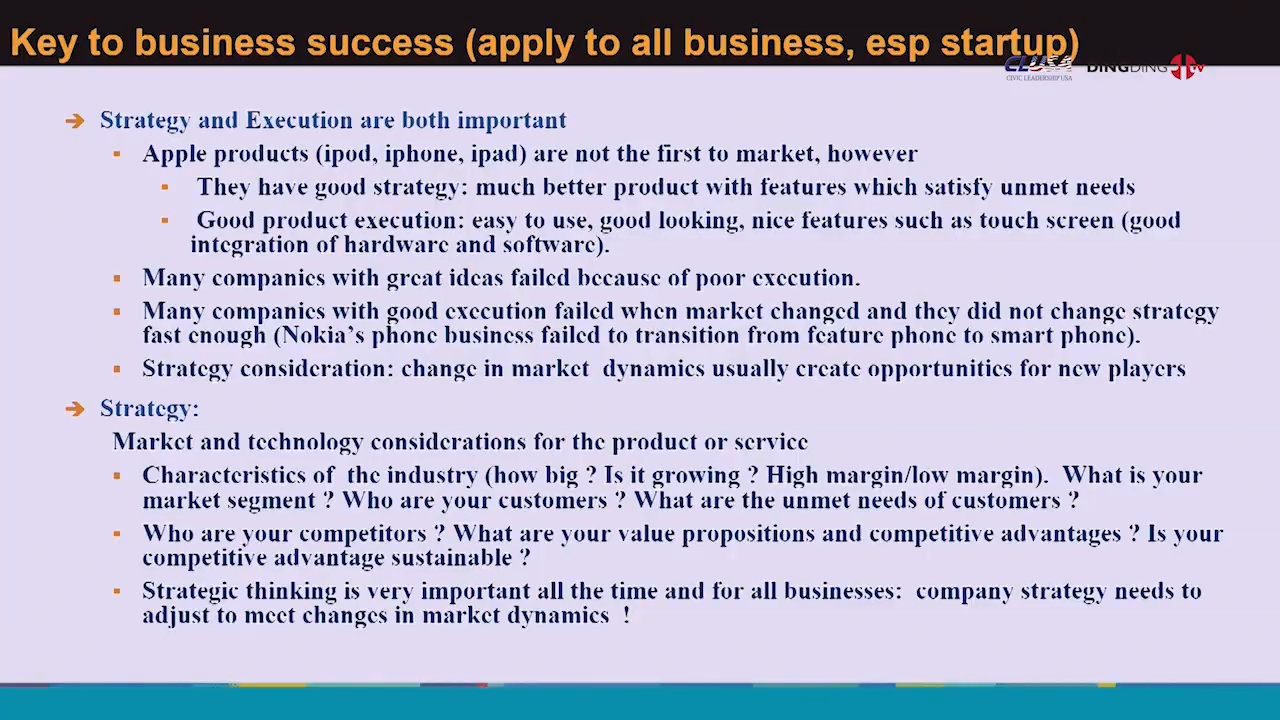 Key to business success (apply to all business, esp startup)
CLUSA
CIVIC LEADERSHIP USA
DINGDING TV
Strategy and Execution are both important
Apple products (ipod, iphone, ipad) are not the first to market, however
They have good strategy: much better product with features which satisfy unmet needs
Good product execution: easy to use, good looking, nice features such as touch screen (good
integration of hardware and software).
Many companies with great ideas failed because of poor execution.
Many companies with good execution failed when market changed and they did not change strategy
fast enough (Nokia's phone business failed to transition from feature phone to smart phone).
Strategy consideration: change in market dynamics usually create opportunities for new players
Strategy:
Market and technology considerations for the product or service
Characteristics of the industry (how big ? Is it growing ? High margin/low margin). What is your
market segment ? Who are your customers ? What are the unmet needs of customers ?
Who are your competitors ? What are your value propositions and competitive advantages ? Is your
competitive advantage sustainable ?
Strategic thinking is very important all the time and for all businesses: company strategy needs to
adjust to meet changes in market dynamics !